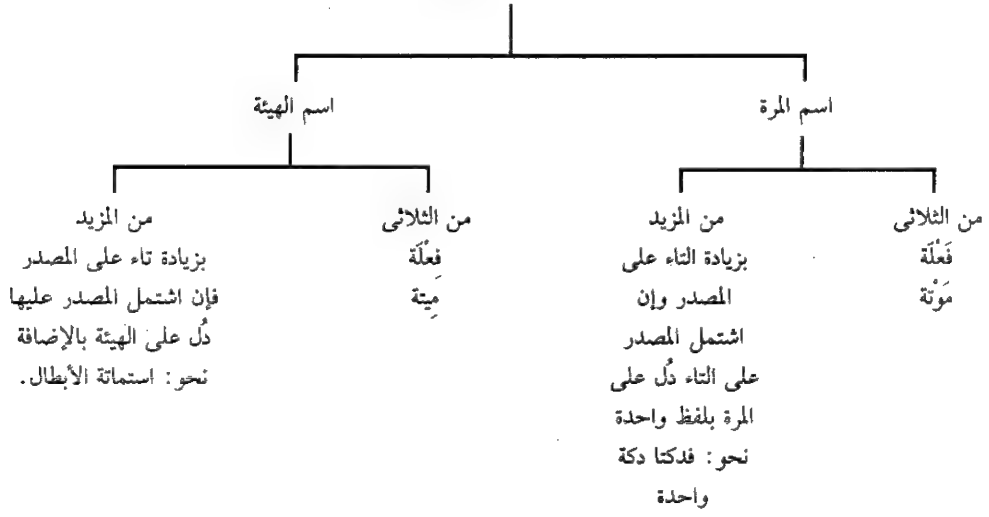 اسم المرة
من الثلاثى
فَعْلَة
مَوْتة
من المزيد
بزيادة التاء على
المصدر وإن
اشتمل المصدر
على التاء دُل على
المرة بلفظ واحدة
نحو: فدكتا دكة
واحدة
اسم الهيئة
من الثلاثى
فِعْلَة
مِيتة
من المزيد
بزيادة تاء على المصدر
فإن اشتمل المصدر عليها
دُل على الهيئة بالإضافة
نحو: استماتة الأبطال.